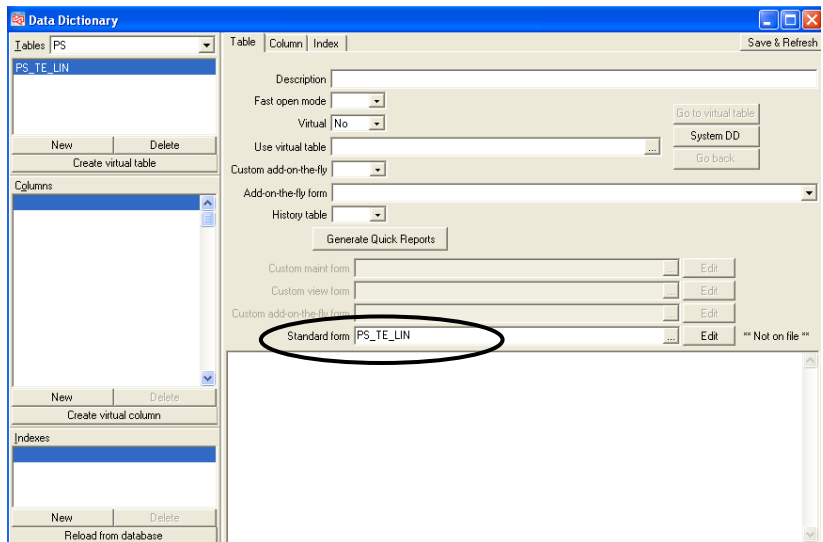 Data Dictionary
Tables PS
PS_TE_LIN
New Delete
Create virtual table
Columns
New Delete
Create virtual column
Indexes
New Delete
Reload from database
Table Column Index Save & Refresh
Description
Fast open mode
Virtual No
Go to virtual table
Use virtual table ... System DD
Custom add-on-the-fly Go back
Add-on-the-fly form
History table
Generate Quick Reports
Custom maint form ... Edit
Custom view form ... Edit
Custom add-on-the-fly form ... Edit
Standard form PS_TE_LIN ... Edit ** Not on file **